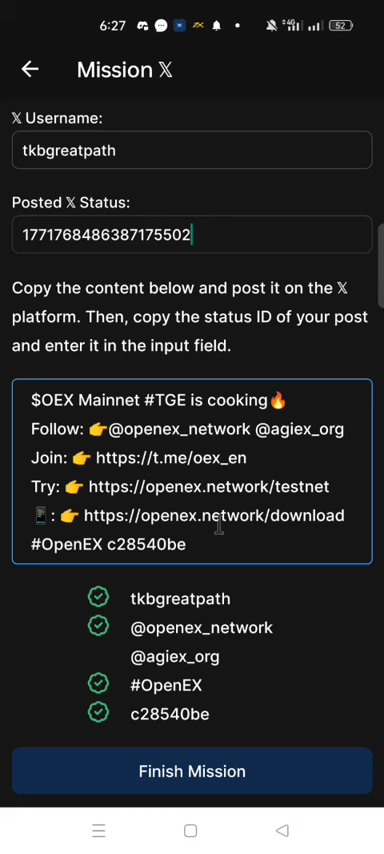 6:27
4G
52
Mission 𝕏
𝕏 Username:
tkbgreatpath
Posted 𝕏 Status:
1771768486387175502
Copy the content below and post it on the 𝕏
platform. Then, copy the status ID of your post
and enter it in the input field.
$OEX Mainnet #TGE is cooking🔥
Follow: 👉@openex_network @agiex_org
Join: 👉 https://t.me/oex_en
Try: 👉 https://openex.network/testnet
📱: 👉 https://openex.network/download
#OpenEX c28540be
tkbgreatpath
@openex_network
@agiex_org
#OpenEX
c28540be
Finish Mission